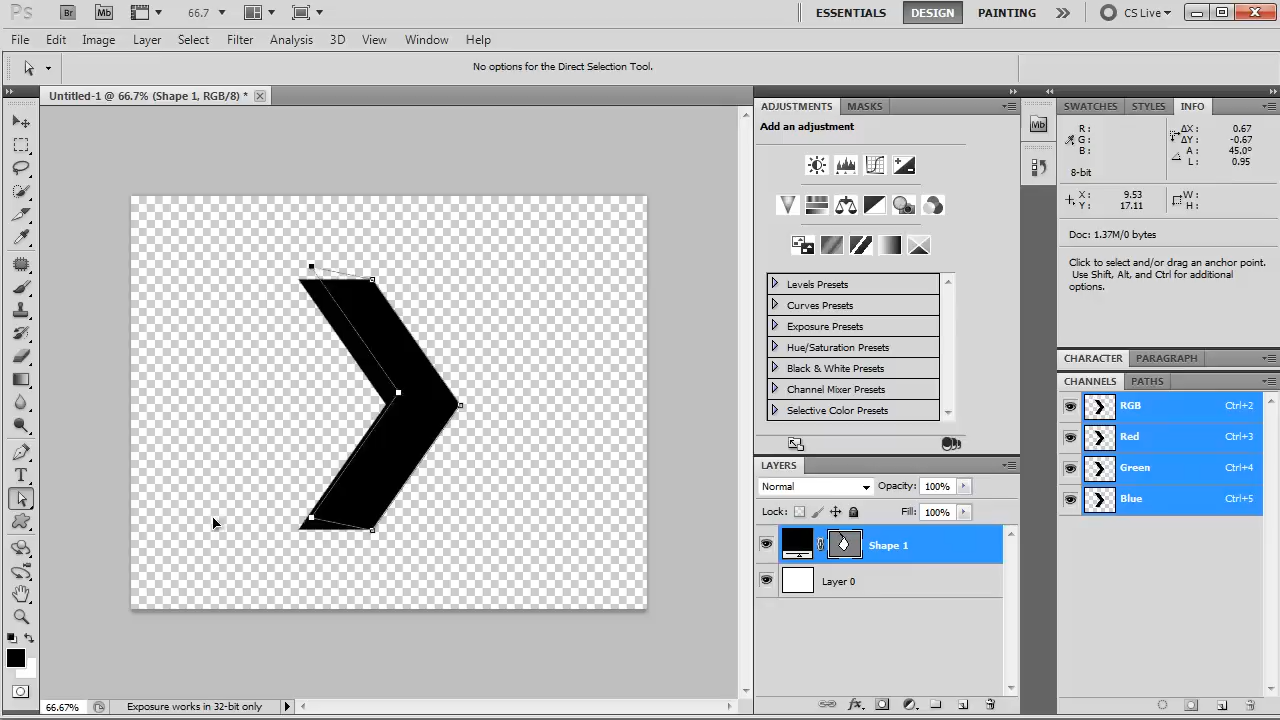 Ps Br Mb 66.7 ESSENTIALS DESIGN PAINTING CS Live
File Edit Image Layer Select Filter Analysis 3D View Window Help
No options for the Direct Selection Tool.
Untitled-1 @ 66.7% (Shape 1, RGB/8) *
ADJUSTMENTS MASKS
Add an adjustment
Levels Presets
Curves Presets
Exposure Presets
Hue/Saturation Presets
Black & White Presets
Channel Mixer Presets
Selective Color Presets
LAYERS
Normal Opacity: 100%
Lock: Fill: 100%
Shape 1
Layer 0
Mb
SWATCHES STYLES INFO
R: ΔX: 0.67
G: ΔY: -0.67
B: A: 45.0°
L: 0.95
8-bit
X: 9.53 W:
Y: 17.11 H:
Doc: 1.37M/0 bytes
Click to select and/or drag an anchor point.
Use Shift, Alt, and Ctrl for additional
options.
CHARACTER PARAGRAPH
CHANNELS PATHS
RGB Ctrl+2
Red Ctrl+3
Green Ctrl+4
Blue Ctrl+5
T
66.67% Exposure works in 32-bit only